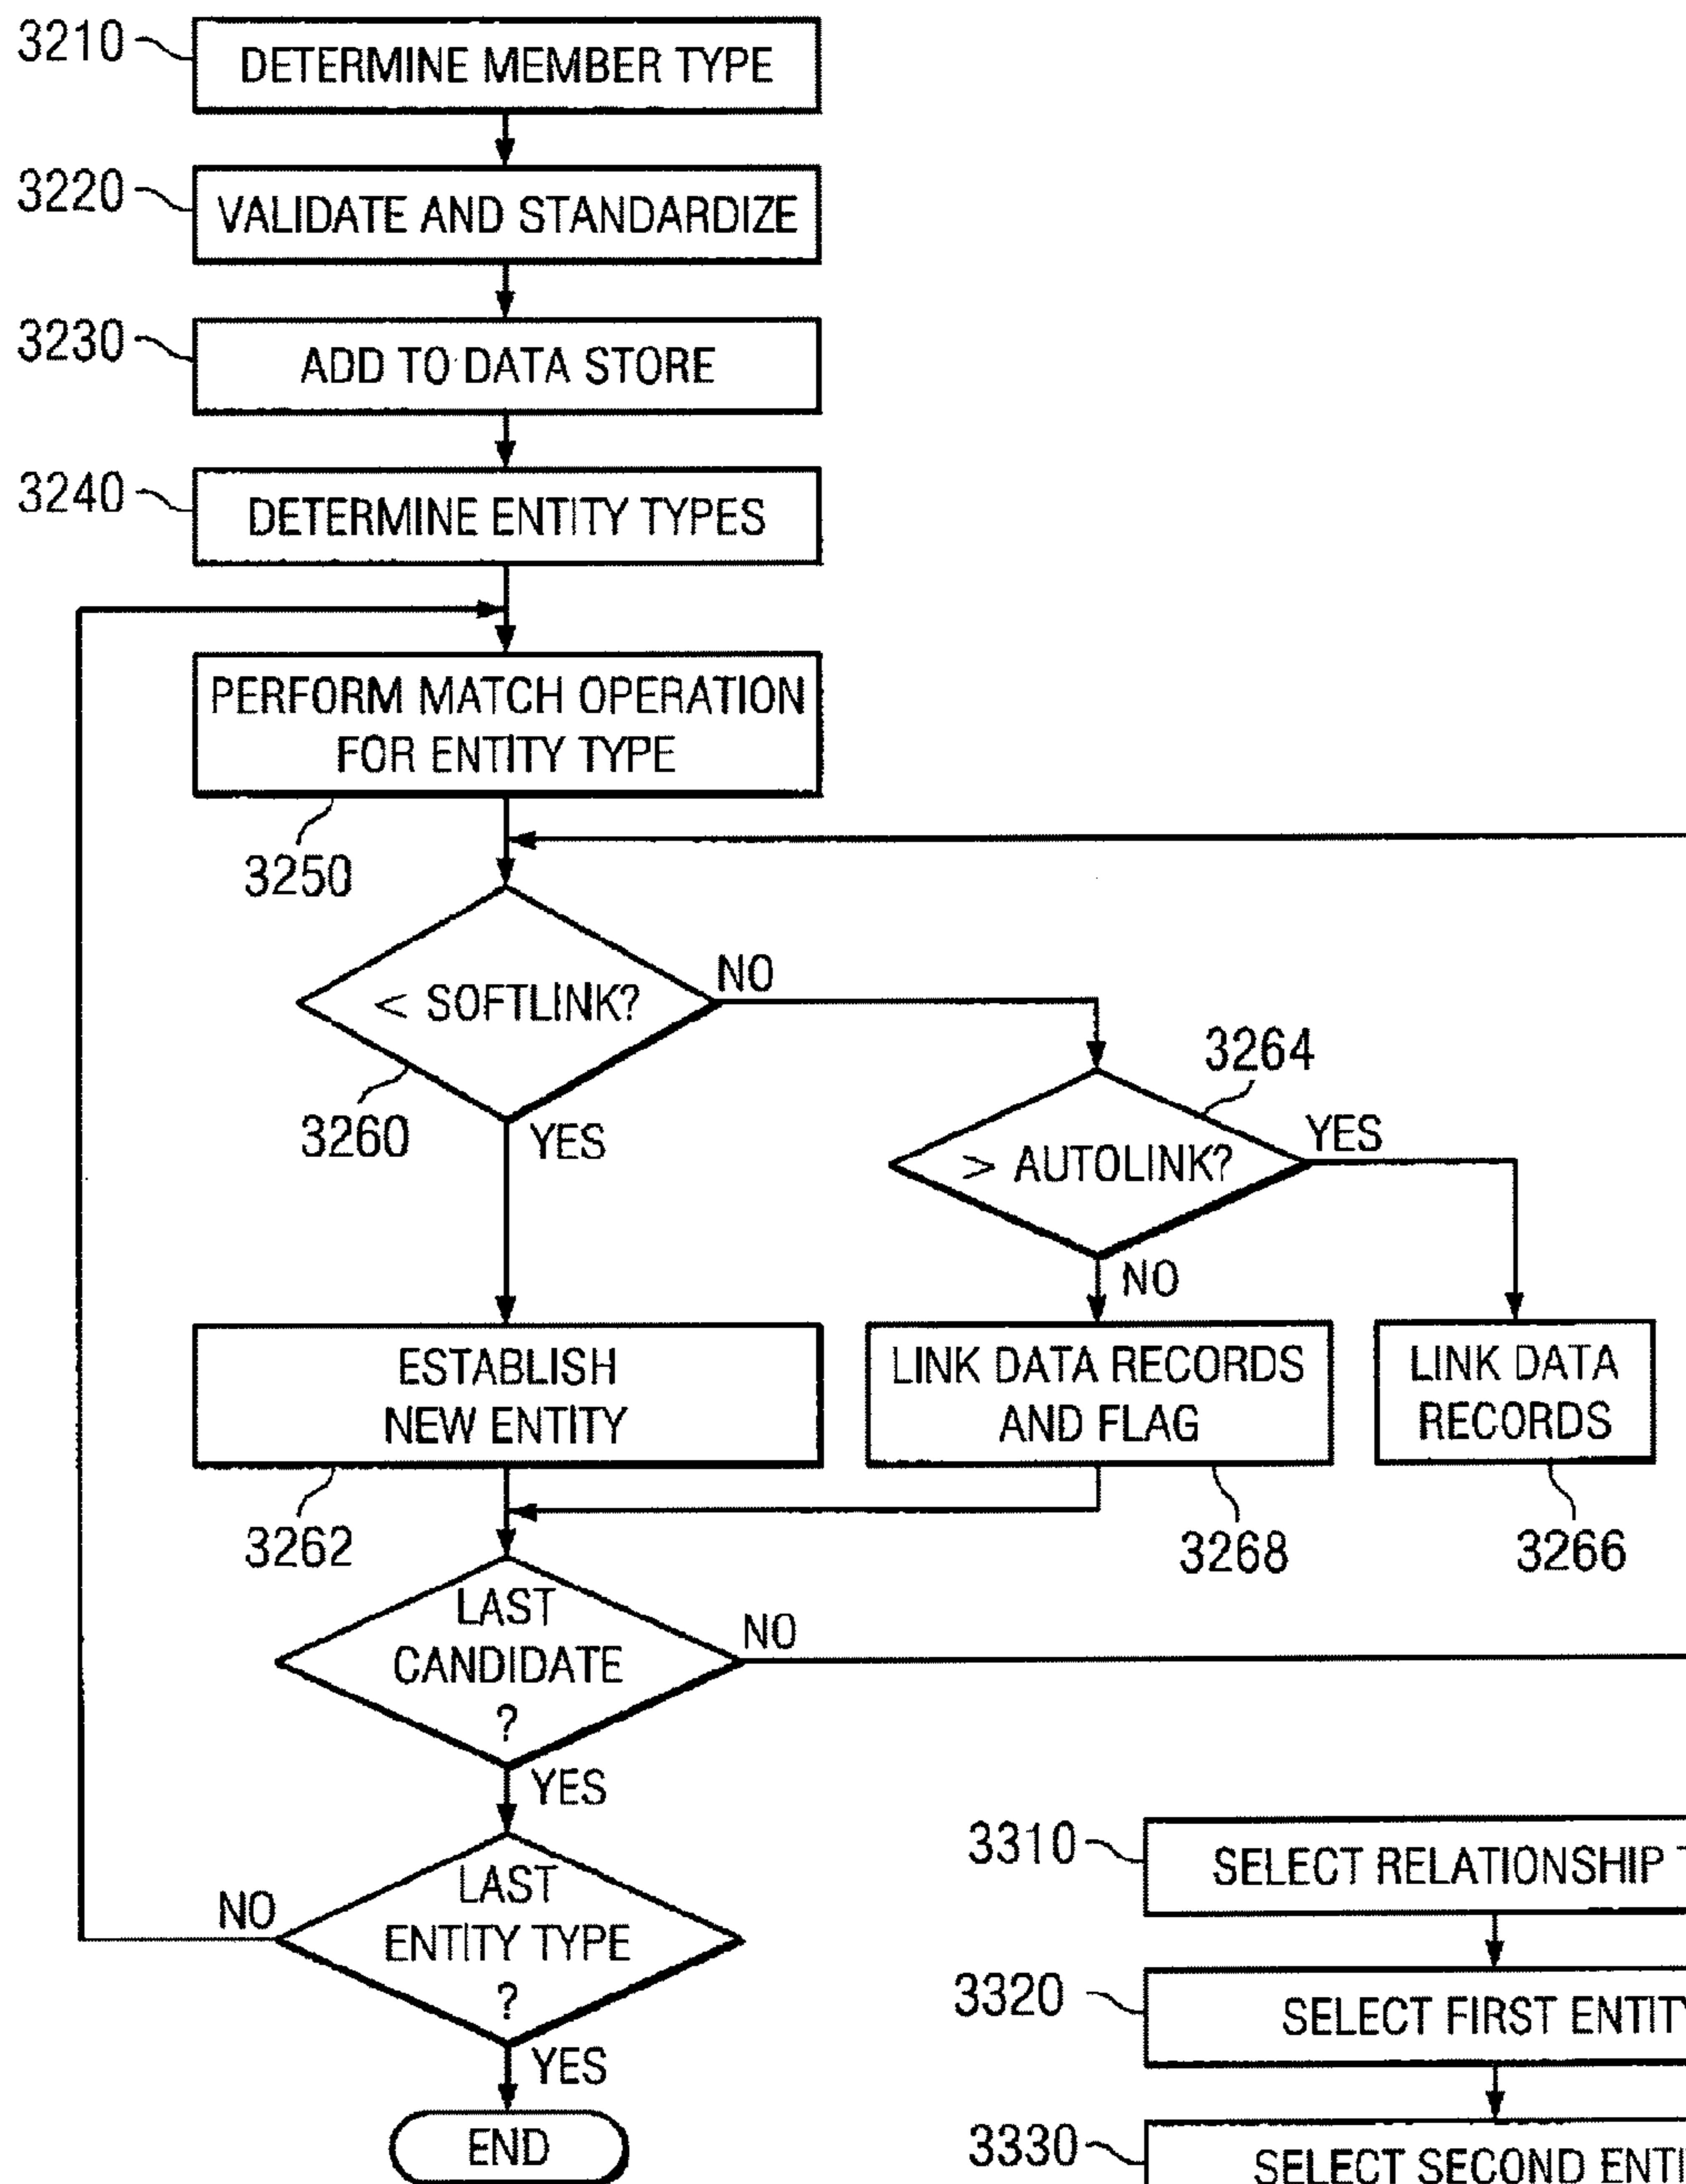 3210
DETERMINE MEMBER TYPE
3220
VALIDATE AND STANDARDIZE
3230
ADD TO DATA STORE
3240
DETERMINE ENTITY TYPES
PERFORM MATCH OPERATION
FOR ENTITY TYPE
3250
< SOFTLINK?
NO
3260
YES
3264
> AUTOLINK?
YES
NO
ESTABLISH
NEW ENTITY
3262
LINK DATA RECORDS
AND FLAG
3268
LINK DATA
RECORDS
3266
LAST
CANDIDATE
?
NO
YES
LAST
ENTITY TYPE
?
NO
YES
END
3310
SELECT RELATIONSHIP
3320
SELECT FIRST ENTITY
3330
SELECT SECOND